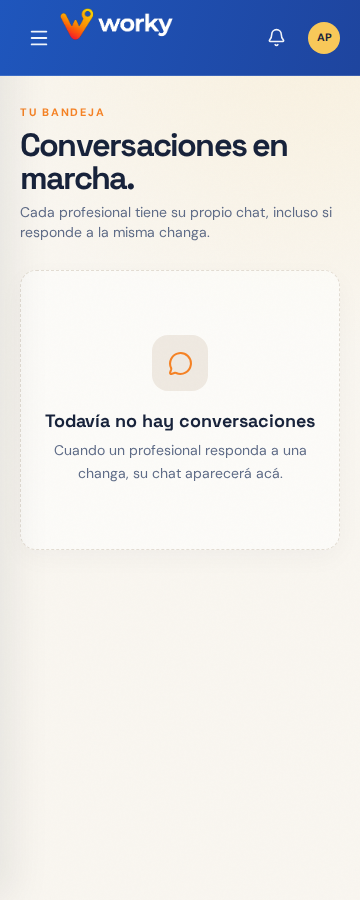 worky
AP
TU BANDEJA
Conversaciones en
marcha.
Cada profesional tiene su propio chat, incluso si
responde a la misma changa.
Todavía no hay conversaciones
Cuando un profesional responda a una
changa, su chat aparecerá acá.